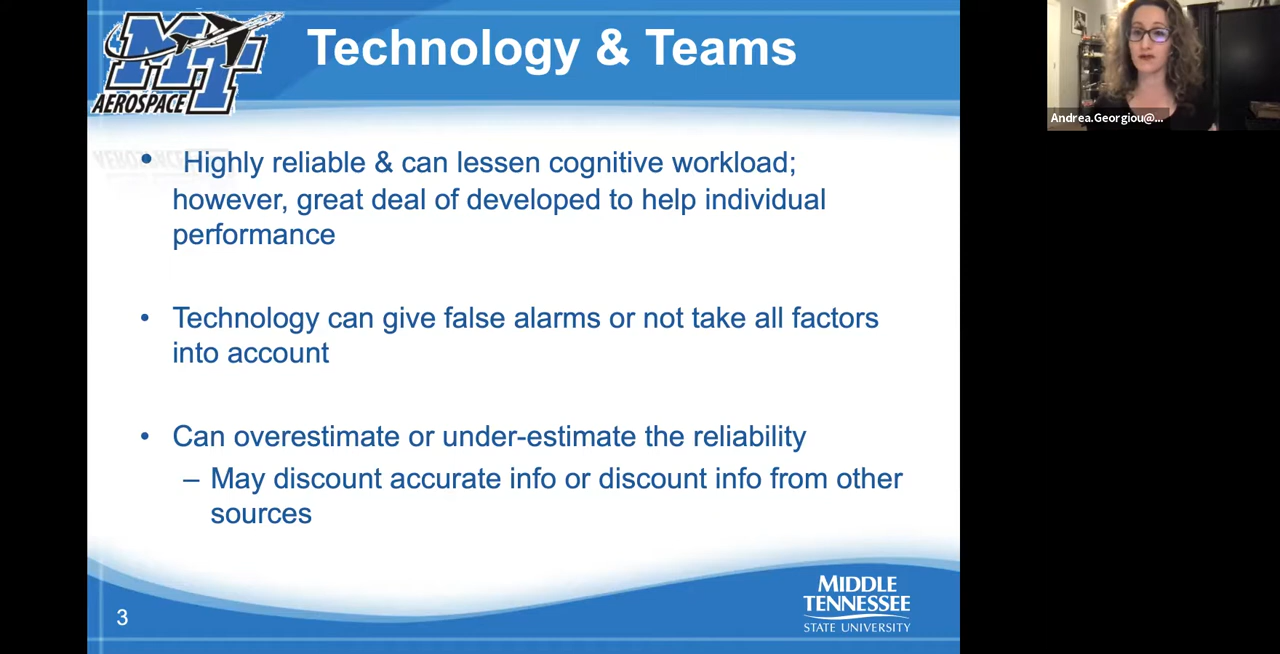 MT
AEROSPACE
Technology & Teams
Andrea.Georgiou@...
• Highly reliable & can lessen cognitive workload;
however, great deal of developed to help individual
performance
• Technology can give false alarms or not take all factors
into account
• Can overestimate or under-estimate the reliability
– May discount accurate info or discount info from other
sources
3
MIDDLE
TENNESSEE
STATE UNIVERSITY